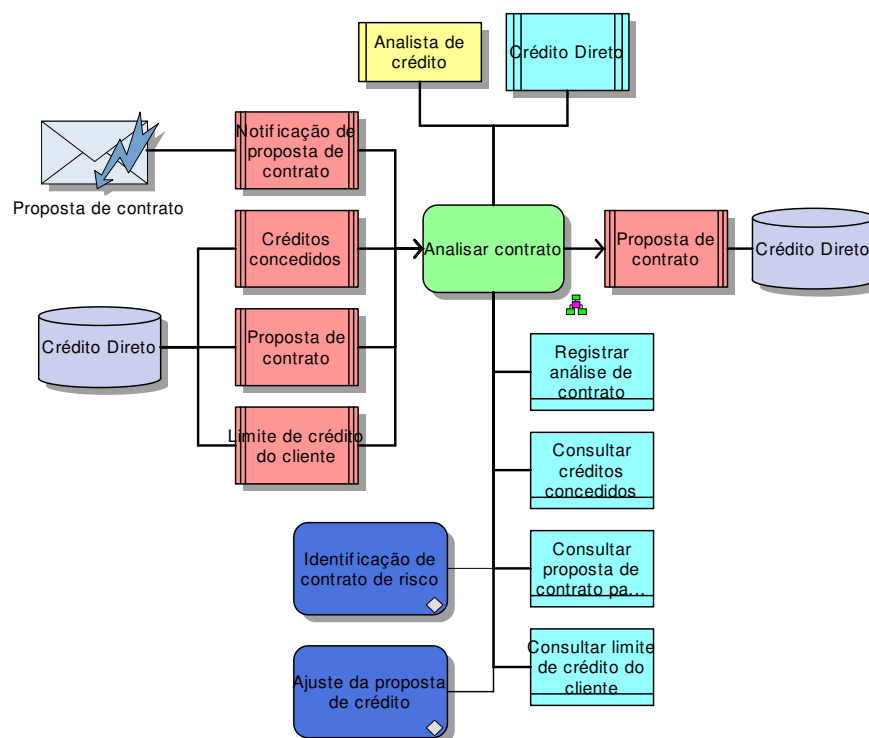 Analista de
crédito
Crédito Direto
Notificação de
proposta de
contrato
Proposta de contrato
Créditos
concedidos
Analisar contrato
Proposta de
contrato
Crédito Direto
Crédito Direto
Proposta de
contrato
Limite de crédito
do cliente
Registrar
análise de
contrato
Consultar
créditos
concedidos
Identificação de
contrato de risco
Consultar
proposta de
contrato pa...
Ajuste da proposta
de crédito
Consultar limite
de crédito do
cliente